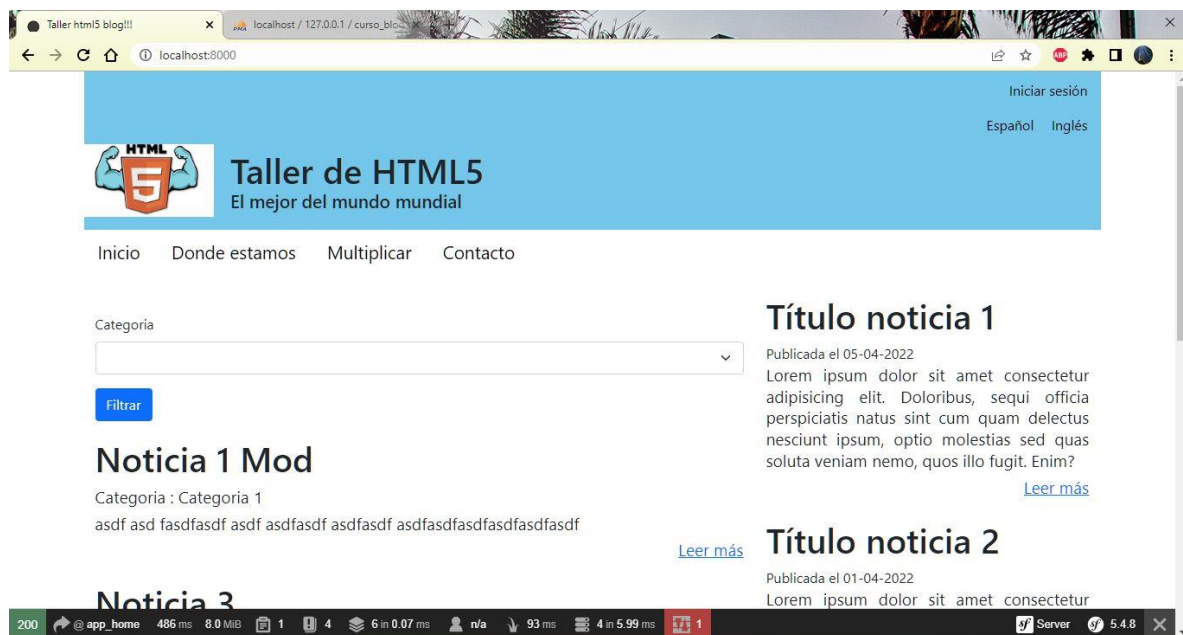 Taller html5 blog!!!
localhost / 127.0.0.1 / curso_blo
localhost:8000
ABP
Iniciar sesión
Español Inglés
HTML
5
Taller de HTML5
El mejor del mundo mundial
Inicio Donde estamos Multiplicar Contacto
Categoria
Filtrar
Noticia 1 Mod
Categoria : Categoria 1
asdf asd fasdfasdf asdf asdfasdf asdfasdf asdfasdfasdfasdfasdfasdf
Leer más
Noticia 3
Título noticia 1
Publicada el 05-04-2022
Lorem ipsum dolor sit amet consectetur
adipisicing elit. Doloribus, sequi officia
perspiciatis natus sint cum quam delectus
nesciunt ipsum, optio molestias sed quas
soluta veniam nemo, quos illo fugit. Enim?
Leer más
Título noticia 2
Publicada el 01-04-2022
Lorem ipsum dolor sit amet consectetur
200 @ app_home 486 ms 8.0 MiB 1 4 6 in 0.07 ms n/a 93 ms 4 in 5.99 ms 1 sf Server sf 5.4.8